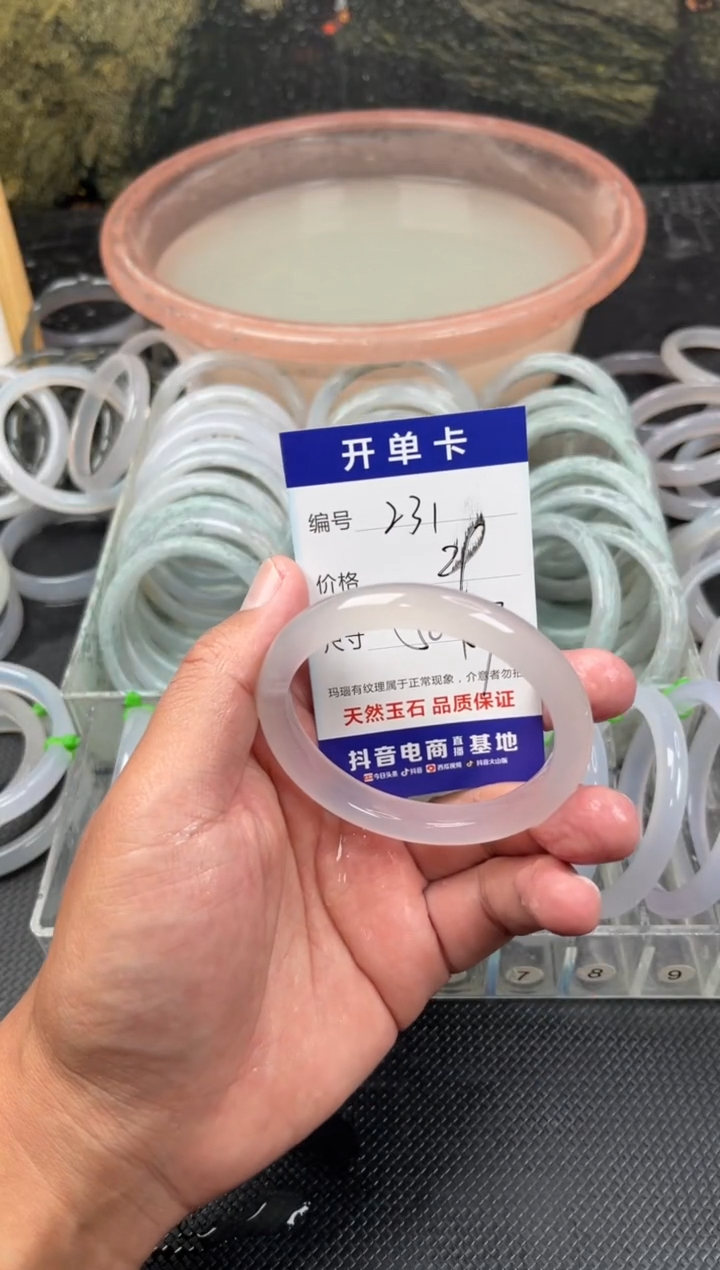 开单卡
编号 231
价格
尺寸
玛瑙有纹理属于正常现象，介意者勿拍
天然玉石 品质保证
抖音电商直播基地
今日头条 抖音 西瓜视频 抖音火山版
7 8 9